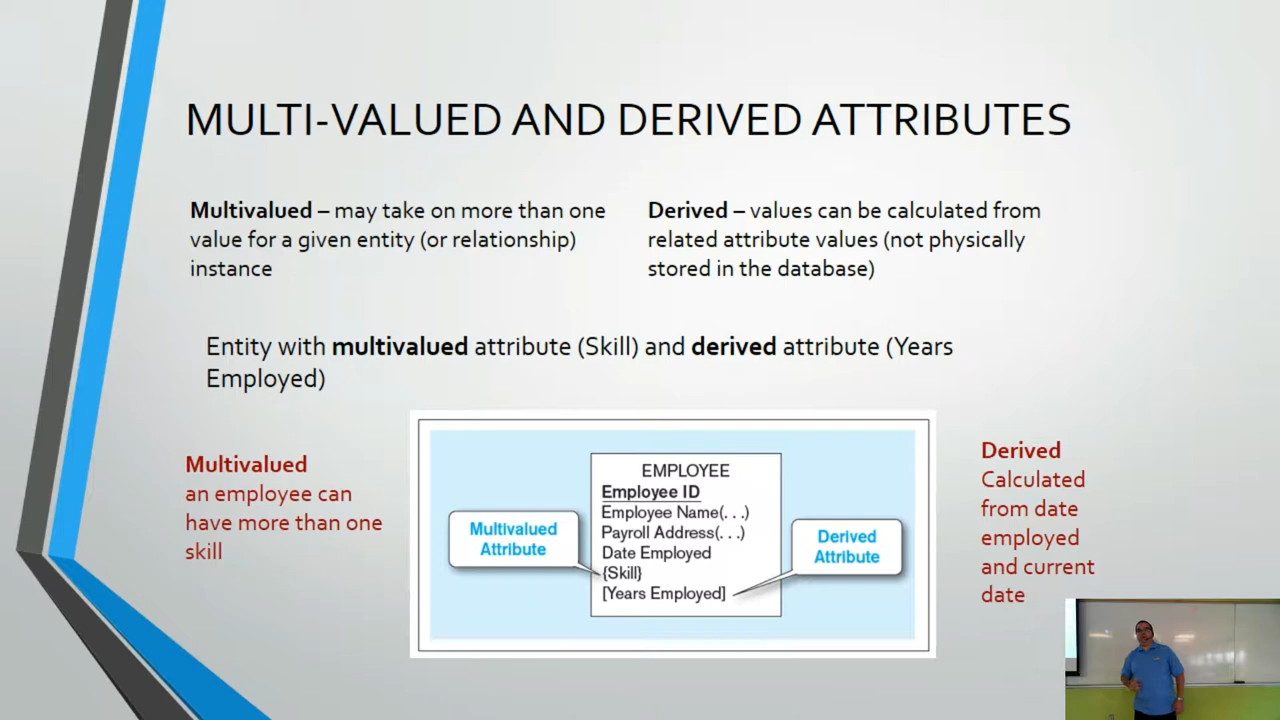 MULTI-VALUED AND DERIVED ATTRIBUTES
Multivalued – may take on more than one
value for a given entity (or relationship)
instance
Derived – values can be calculated from
related attribute values (not physically
stored in the database)
Entity with multivalued attribute (Skill) and derived attribute (Years
Employed)
Multivalued
an employee can
have more than one
skill
Multivalued
Attribute
EMPLOYEE
Employee ID
Employee Name(. . .)
Payroll Address(. . .)
Date Employed
{Skill}
[Years Employed]
Derived
Attribute
Derived
Calculated
from date
employed
and current
date